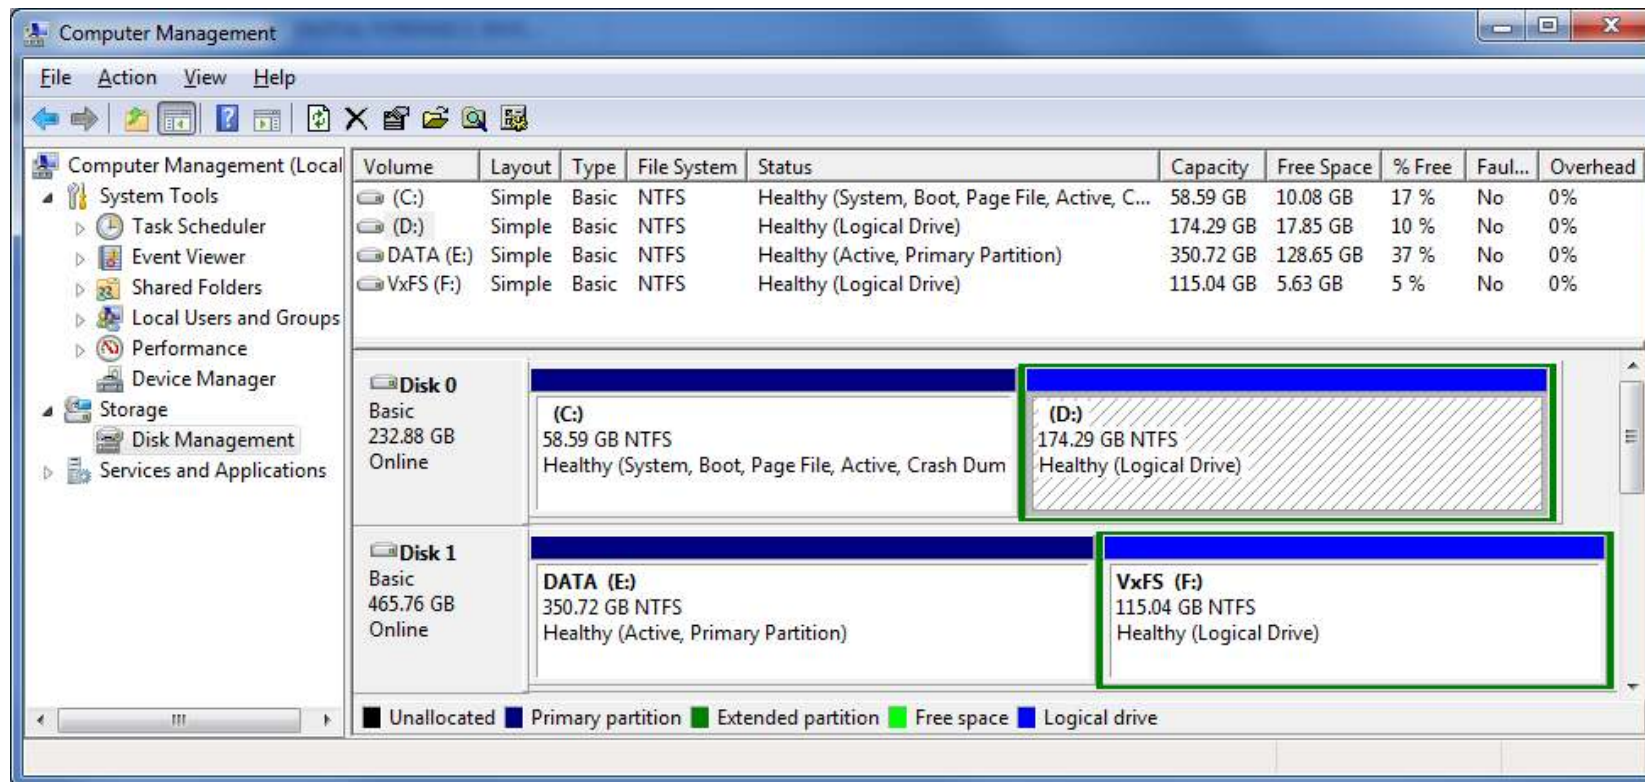 Computer Management
File Action View Help
Computer Management (Local
System Tools
Task Scheduler
Event Viewer
Shared Folders
Local Users and Groups
Performance
Device Manager
Storage
Disk Management
Services and Applications
Volume Layout Type File System Status Capacity Free Space % Free Faul... Overhead
(C:) Simple Basic NTFS Healthy (System, Boot, Page File, Active, C... 58.59 GB 10.08 GB 17 % No 0%
(D:) Simple Basic NTFS Healthy (Logical Drive) 174.29 GB 17.85 GB 10 % No 0%
DATA (E:) Simple Basic NTFS Healthy (Active, Primary Partition) 350.72 GB 128.65 GB 37 % No 0%
VxFS (F:) Simple Basic NTFS Healthy (Logical Drive) 115.04 GB 5.63 GB 5 % No 0%
Disk 0
Basic
232.88 GB
Online
(C:)
58.59 GB NTFS
Healthy (System, Boot, Page File, Active, Crash Dum
(D:)
174.29 GB NTFS
Healthy (Logical Drive)
Disk 1
Basic
465.76 GB
Online
DATA (E:)
350.72 GB NTFS
Healthy (Active, Primary Partition)
VxFS (F:)
115.04 GB NTFS
Healthy (Logical Drive)
Unallocated Primary partition Extended partition Free space Logical drive